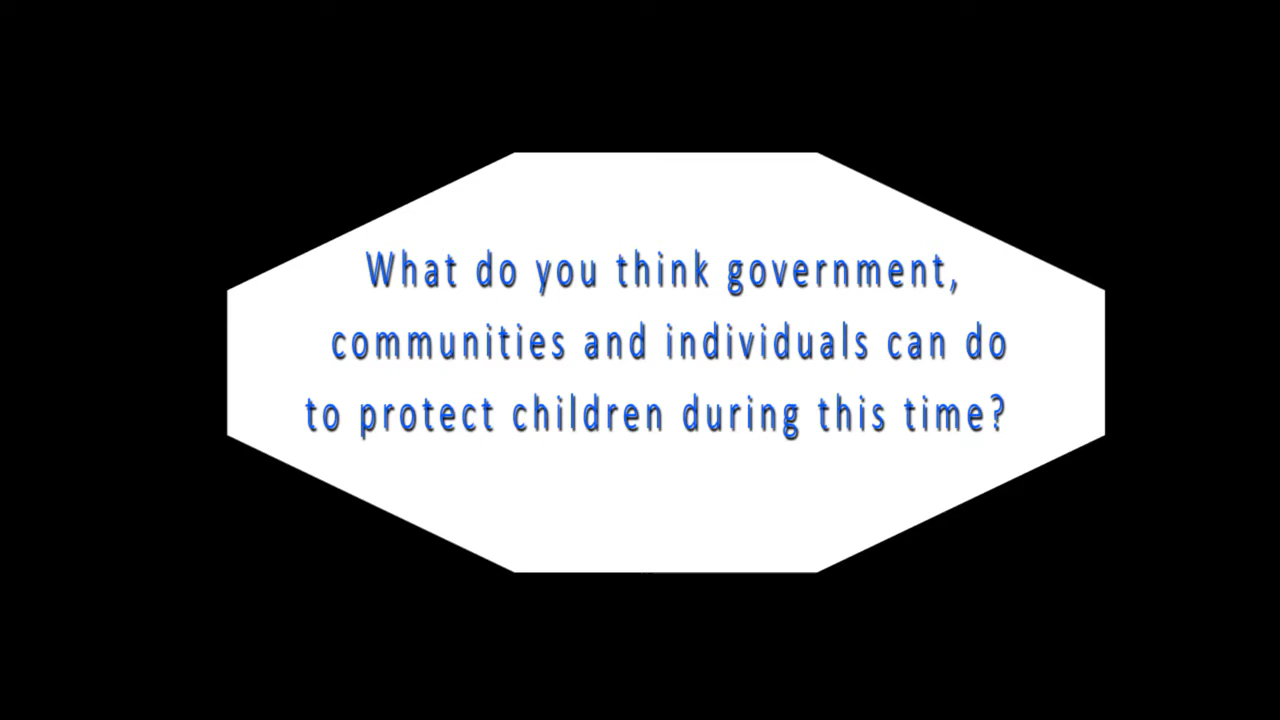 What do you think government,
communities and individuals can do
to protect children during this time?